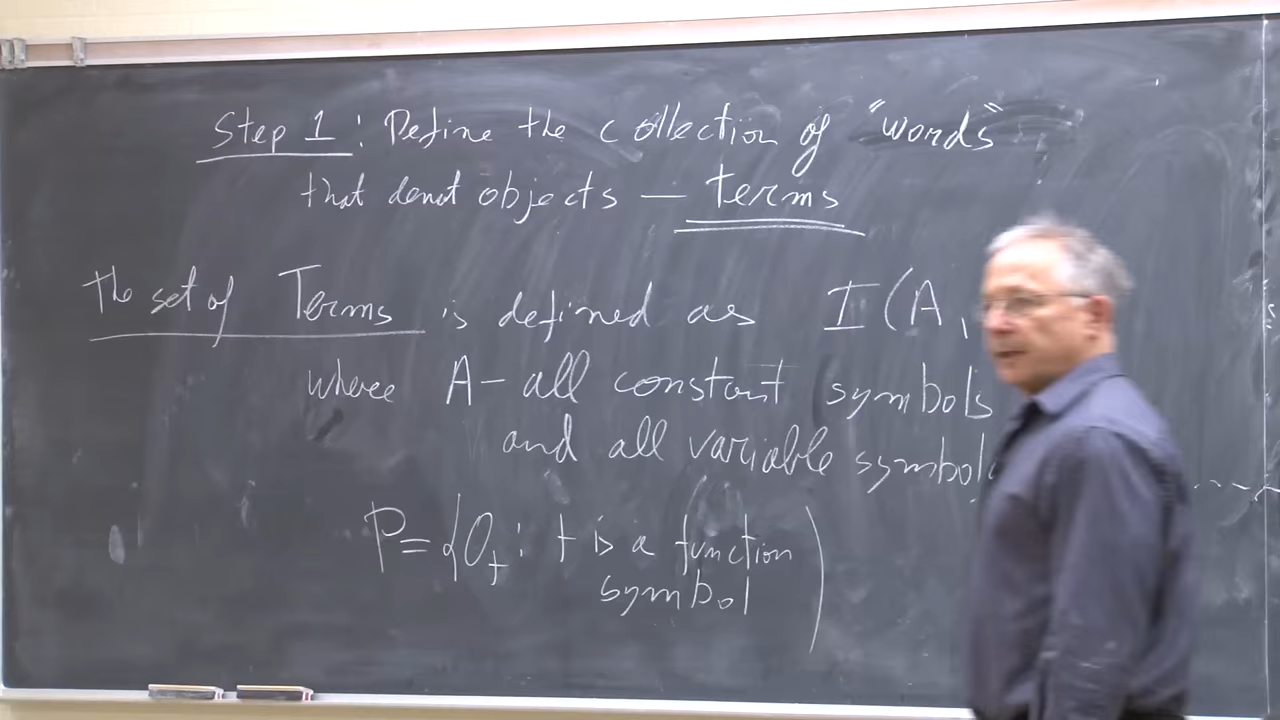 Step 1: Define the collection of "words"
that denot objects — terms
the set of Terms is defined as I(A,
where A – all constant symbols
and all variable symbol
P = {O_f : f is a function
symbol